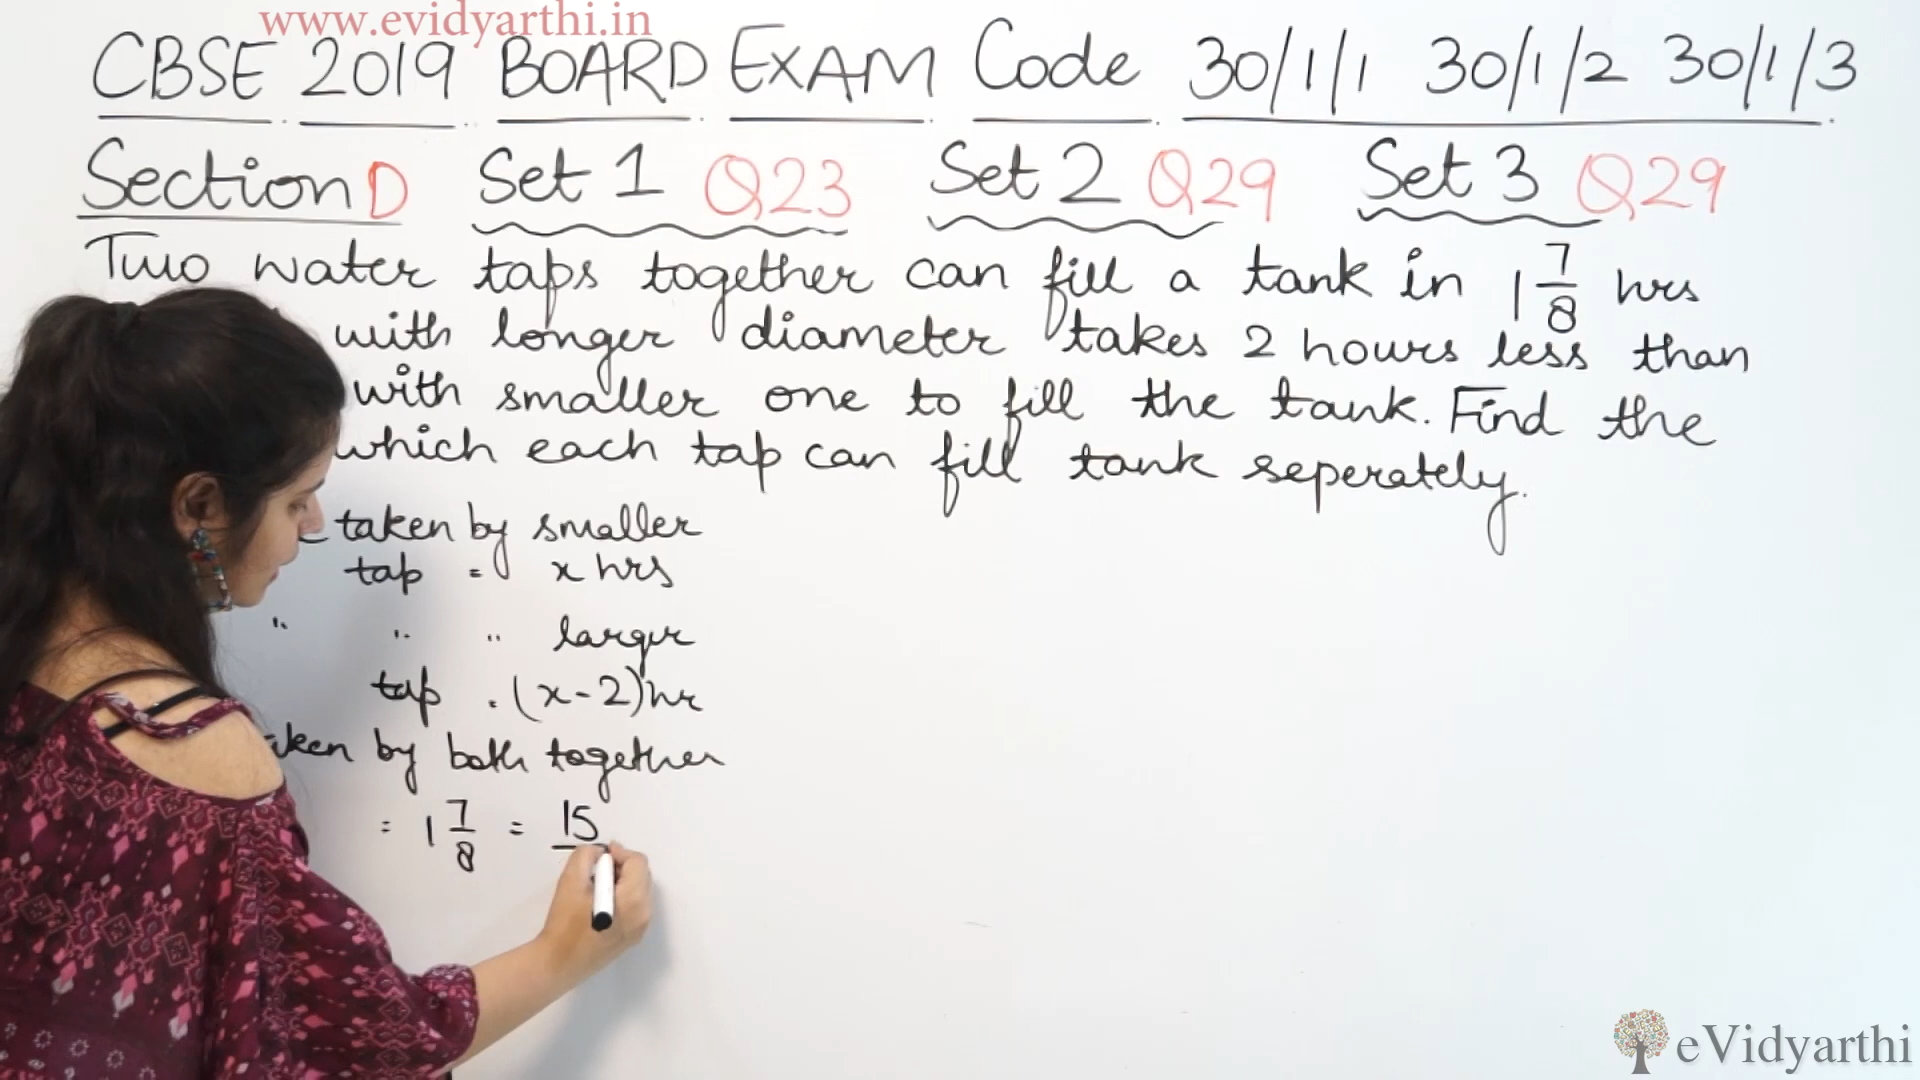 www.evidyarthi.in
CBSE 2019 BOARD EXAM Code 30/1/1 30/1/2 30/1/3
Section D Set 1 Q23 Set 2 Q29 Set 3 Q29
Two water taps together can fill a tank in 1 7/8 hrs
with longer diameter takes 2 hours less than
with smaller one to fill the tank. Find the
which each tap can fill tank seperately.
taken by smaller
tap = x hrs
" " " larger
tap = (x-2) hr
by both together
= 1 7/8 = 15
eVidyarthi